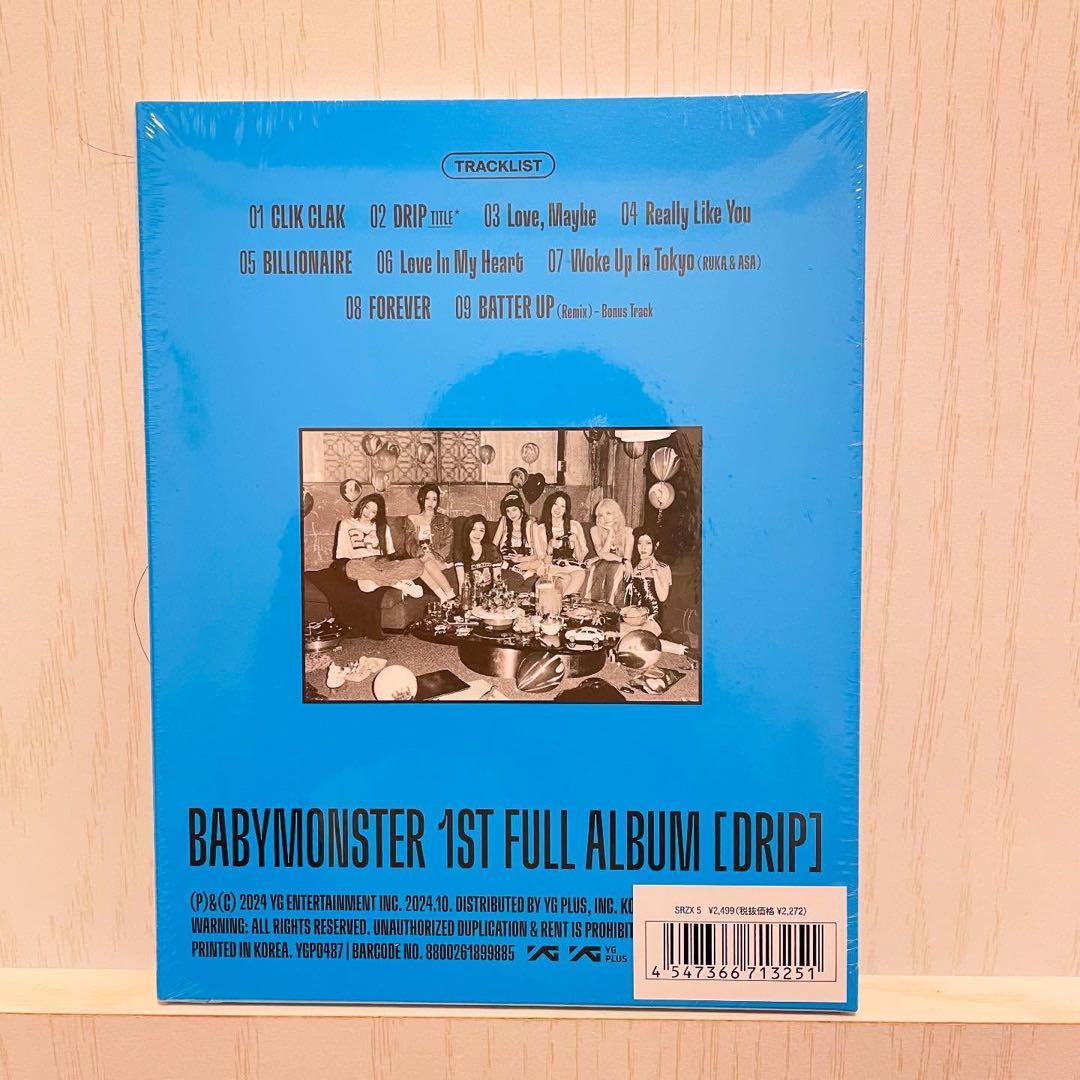 TRACKLIST
01 CLIK CLAK 02 DRIP TITLE* 03 Love, Maybe 04 Really Like You
05 BILLIONAIRE 06 Love In My Heart 07 Woke Up In Tokyo (RUKA & ASA)
08 FOREVER 09 BATTER UP (Remix) - Bonus Track
BABYMONSTER 1ST FULL ALBUM [DRIP]
(P)&(C) 2024 YG ENTERTAINMENT INC. 2024.10. DISTRIBUTED BY YG PLUS, INC.
WARNING: ALL RIGHTS RESERVED. UNAUTHORIZED DUPLICATION & RENT IS
PRINTED IN KOREA. YGP0487 | BARCODE NO. 8800261899885 YG YG YG PLUS
SRZX 5 ¥2,499(税抜価格 ¥2,272)
4 547366 713251